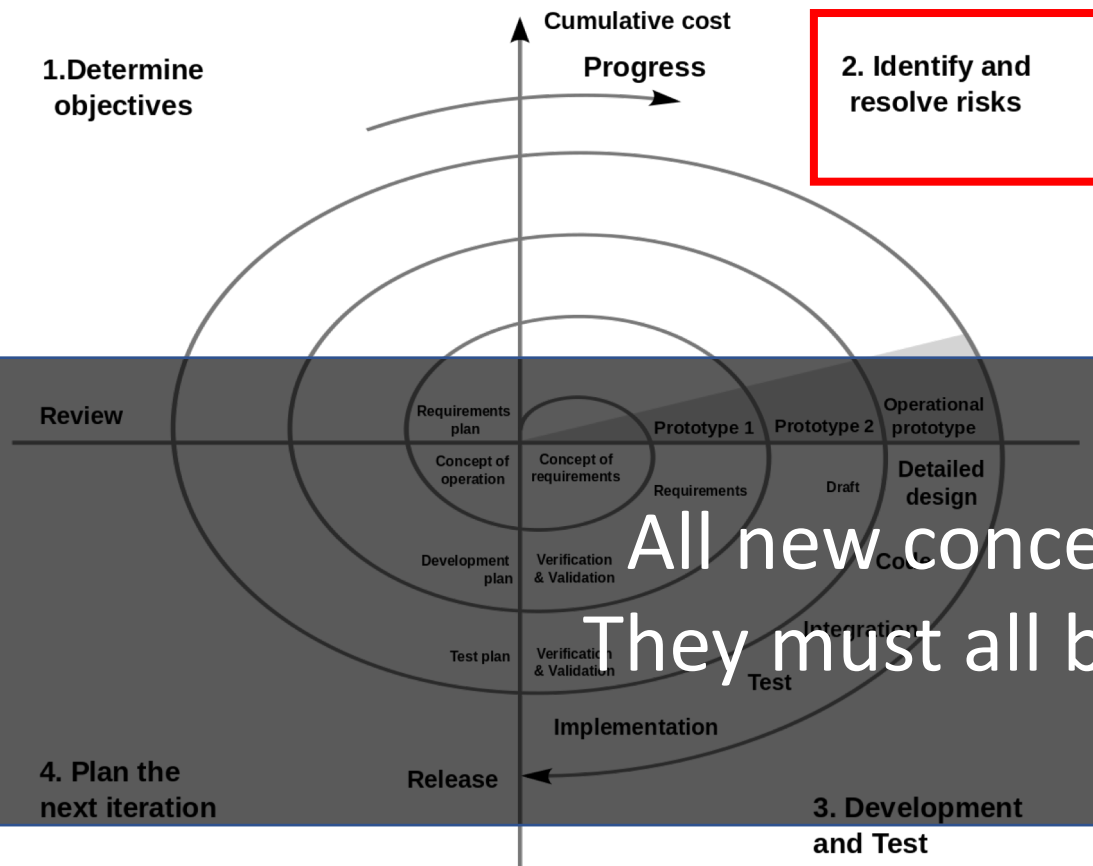 Cumulative cost
1.Determine
objectives
Progress
2. Identify and
resolve risks
Review
Requirements
plan
Prototype 1
Prototype 2
Operational
prototype
Concept of
operation
Concept of
requirements
Requirements
Draft
Detailed
design
All new conce
Development
plan
Verification
& Validation
Code
They must all b
Integration
Test plan
Verification
& Validation
Test
Implementation
4. Plan the
next iteration
Release
3. Development
and Test